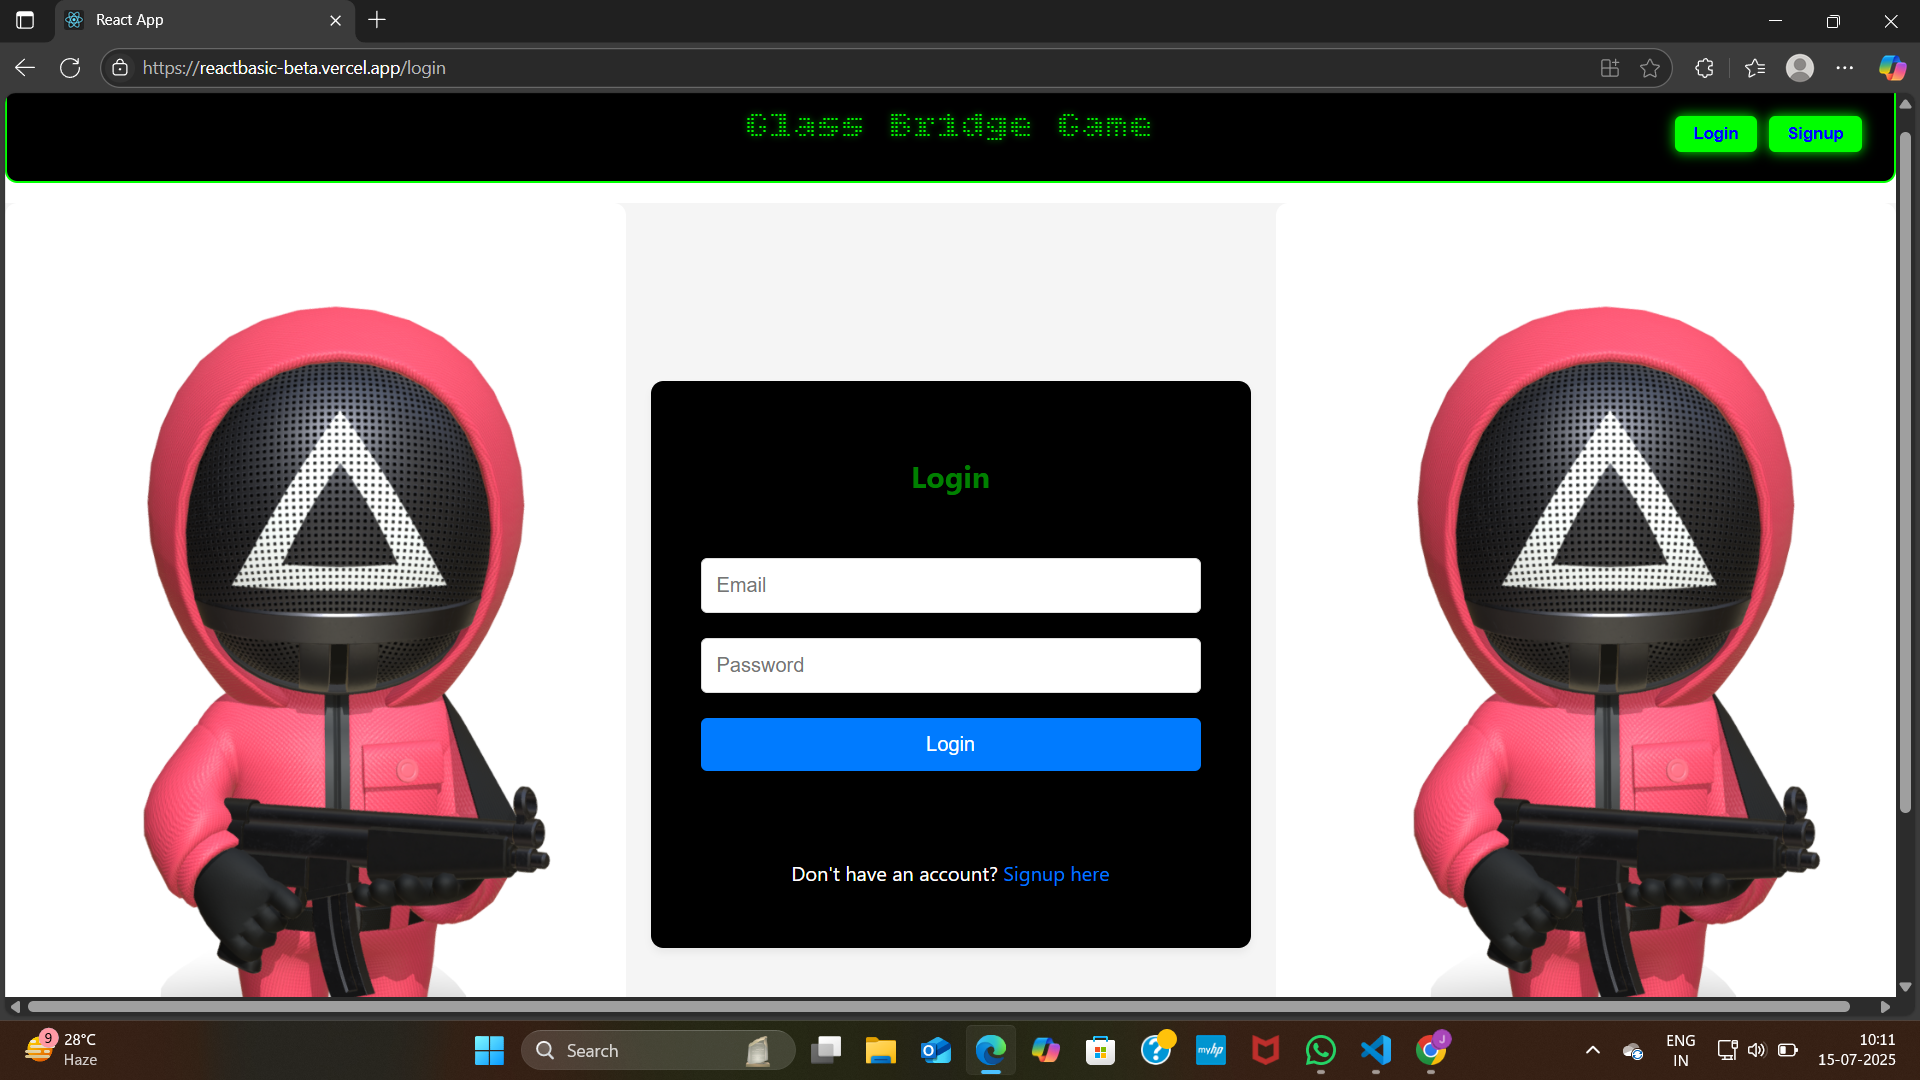 React App
https://reactbasic-beta.vercel.app/login
Glass Bridge Game
Login
Signup
Login
Email
Password
Login
Don't have an account? Signup here
9
28°C
Haze
Search
myhp
J
ENG
IN
10:11
15-07-2025